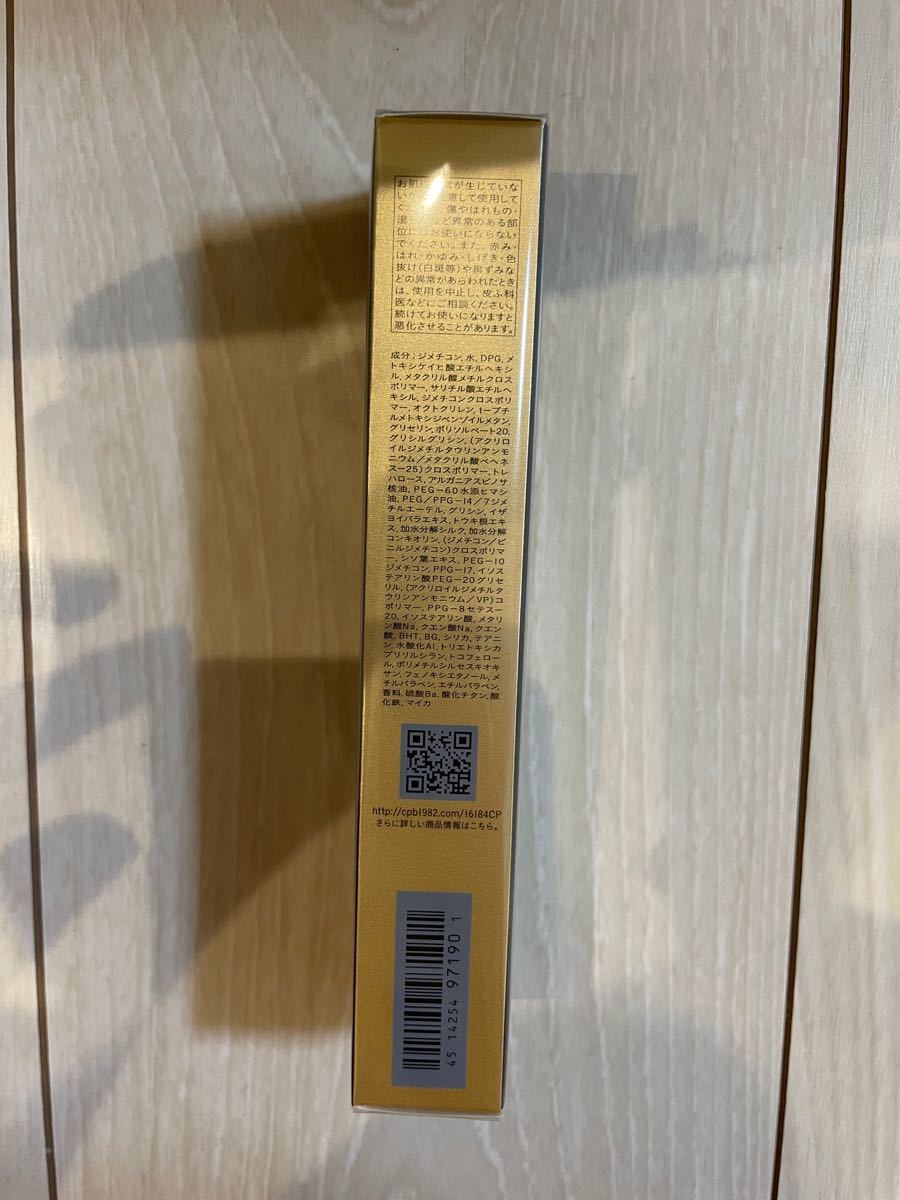 お肌に が生じていな
いか 注意して使用して
く 傷やはれもの・
湿 など異常のある部
位にはお使いにならない
でください。また、赤み・
はれ・かゆみ・しげき・色
抜け(白斑等)や黒ずみな
どの異常があらわれたとき
は、使用を中止し、皮ふ科
医などにご相談ください。
続けてお使いになりますと
悪化させることがあります。
成分:ジメチコン, 水, DPG, メ
トキシケイヒ酸エチルヘキシ
ル, メタクリル酸メチルクロス
ポリマー, サリチル酸エチルヘ
キシル, ジメチコンクロスポリ
マー, オクトクリレン, t-ブチ
ルメトキシジベンゾイルメタン,
グリセリン, ポリソルベート20,
グリシルグリシン, (アクリロ
イルジメチルタウリンアンモ
ニウム/メタクリル酸ベヘネ
ス-25)クロスポリマー, トレ
ハロース, アルガニアスピノサ
核油, PEG-60水添ヒマシ
油, PEG/PPG-14/7ジメ
チルエーテル, グリシン, イザ
ヨイバラエキス, トウキ根エキ
ス, 加水分解シルク, 加水分解
コンキオリン, (ジメチコン/ビ
ニルジメチコン)クロスポリマ
ー, シソ葉エキス, PEG-10
ジメチコン, PPG-17, イソス
テアリン酸PEG-20グリセ
リル, (アクリロイルジメチルタ
ウリンアンモニウム/VP)コ
ポリマー, PPG-8セテス-
20, イソステアリン酸, メタリ
ン酸Na, クエン酸Na, クエン
酸, BHT, BG, シリカ, テアニ
ン, 水酸化Al, トリエトキシカ
プリリルシラン, トコフェロー
ル, ポリメチルシルセスキオキ
サン, フェノキシエタノール, メ
チルパラベン, エチルパラベン,
香料, 硫酸Ba, 酸化チタン, 酸
化鉄, マイカ
http://cpb1982.com/16184CP
さらに詳しい商品情報はこちら。
45 14254 97190 1